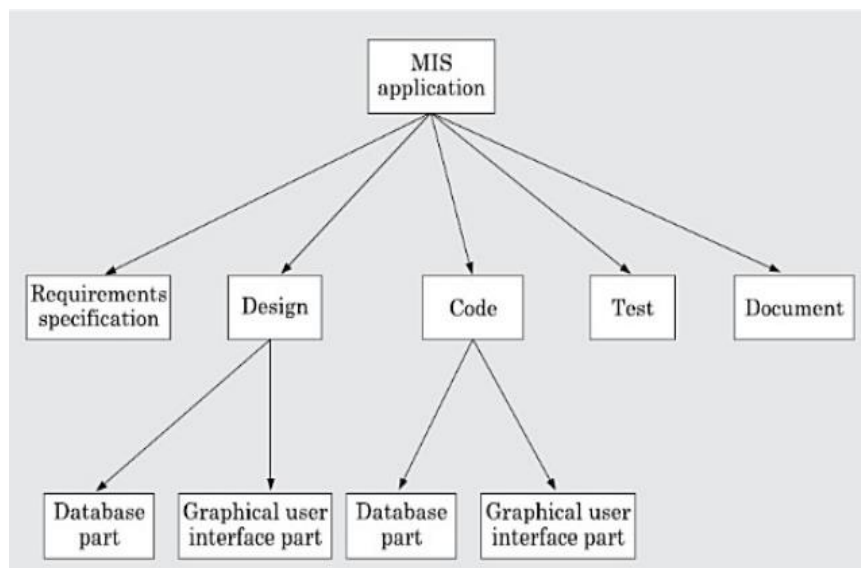 MIS
application
Requirements
specification
Design
Code
Test
Document
Database
part
Graphical user
interface part
Database
part
Graphical user
interface part